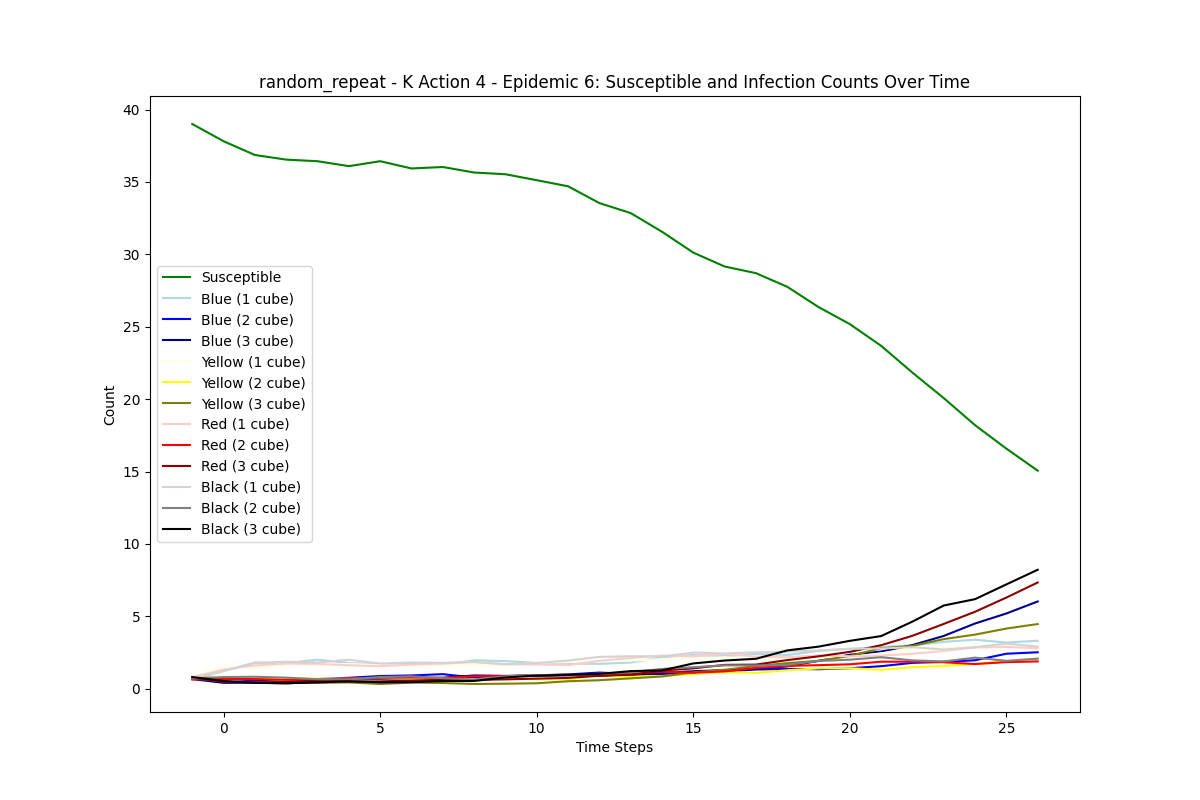 random_repeat - K Action 4 - Epidemic 6: Susceptible and Infection Counts Over Time
40
35
30
25
20
15
10
5
0
Count
Susceptible
Blue (1 cube)
Blue (2 cube)
Blue (3 cube)
Yellow (1 cube)
Yellow (2 cube)
Yellow (3 cube)
Red (1 cube)
Red (2 cube)
Red (3 cube)
Black (1 cube)
Black (2 cube)
Black (3 cube)
0 5 10 15 20 25
Time Steps